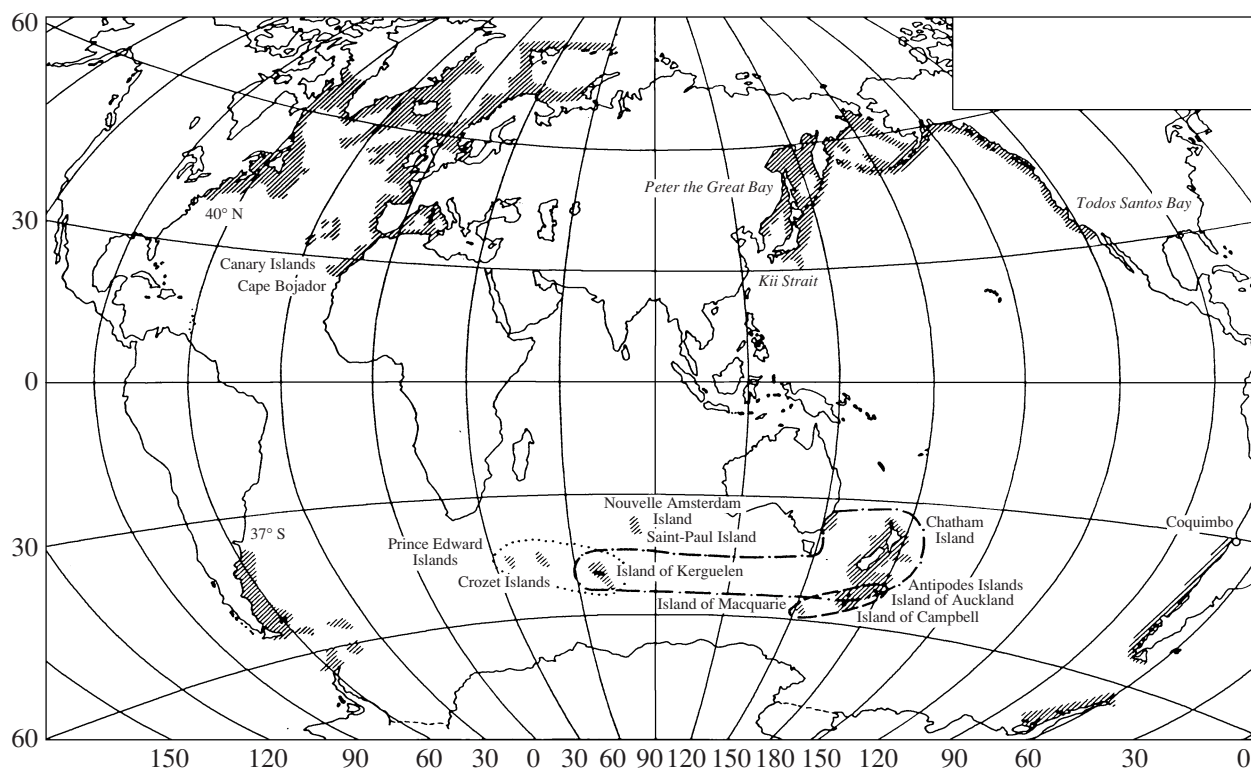 60
30
0
30
60
40° N
Canary Islands
Cape Bojador
Peter the Great Bay
Kii Strait
Todos Santos Bay
37° S
Prince Edward
Islands
Crozet Islands
Nouvelle Amsterdam
Island
Saint-Paul Island
Island of Kerguelen
Island of Macquarie
Chatham
Island
Antipodes Islands
Island of Auckland
Island of Campbell
Coquimbo
150 120 90 60 30 0 30 60 90 120 180 150 120 90 60 30 0